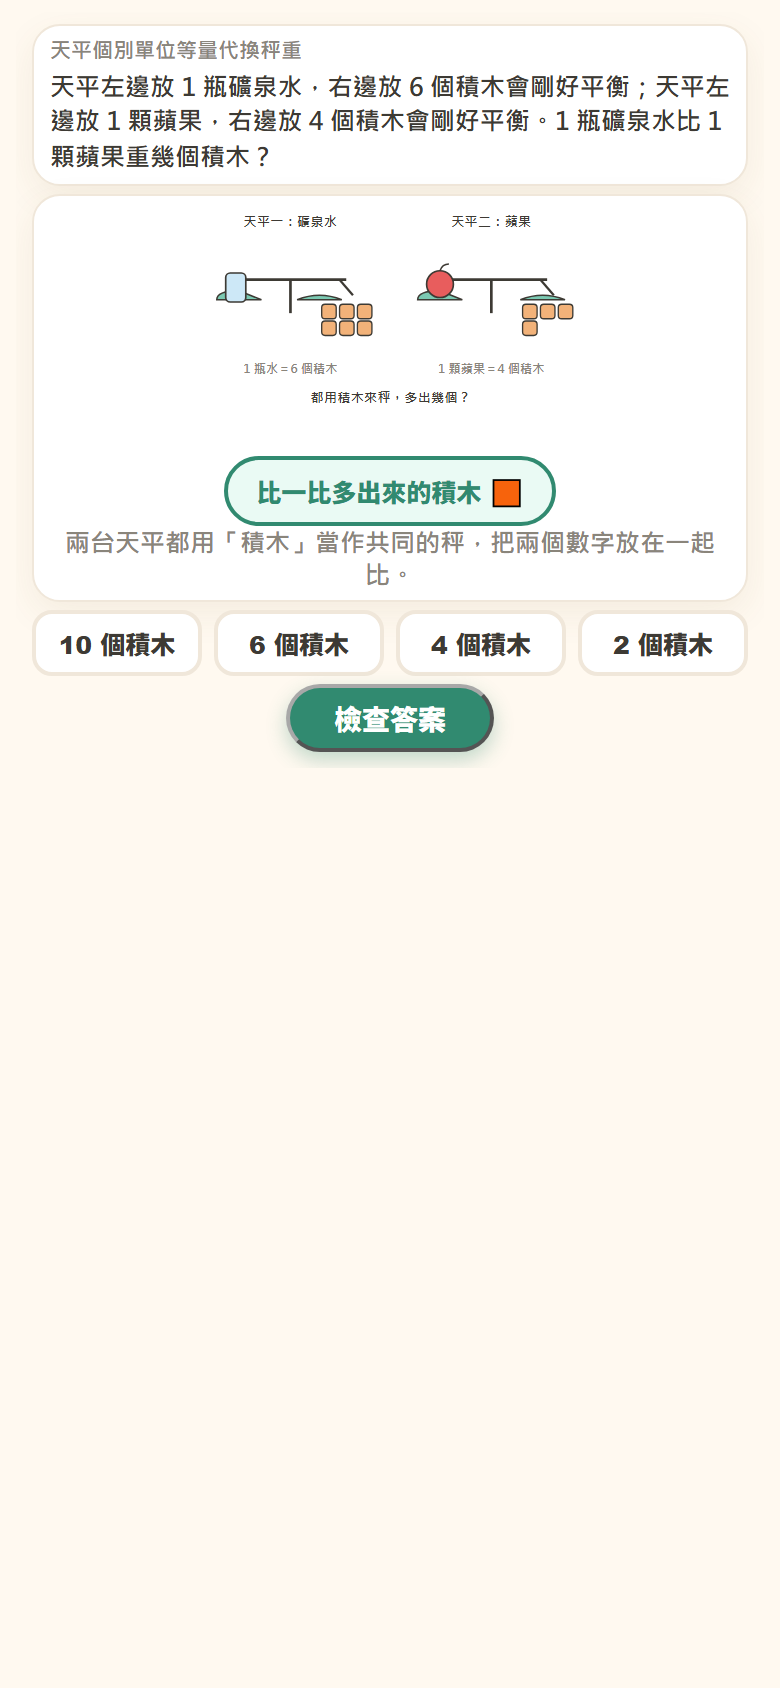 天平個別單位等量代換秤重
天平左邊放 1 瓶礦泉水，右邊放 6 個積木會剛好平衡；天平左
邊放 1 顆蘋果，右邊放 4 個積木會剛好平衡。1 瓶礦泉水比 1
顆蘋果重幾個積木？
天平一：礦泉水
天平二：蘋果
1 瓶水 = 6 個積木
1 顆蘋果 = 4 個積木
都用積木來秤，多出幾個？
比一比多出來的積木
兩台天平都用「積木」當作共同的秤，把兩個數字放在一起
比。
10 個積木
6 個積木
4 個積木
2 個積木
檢查答案